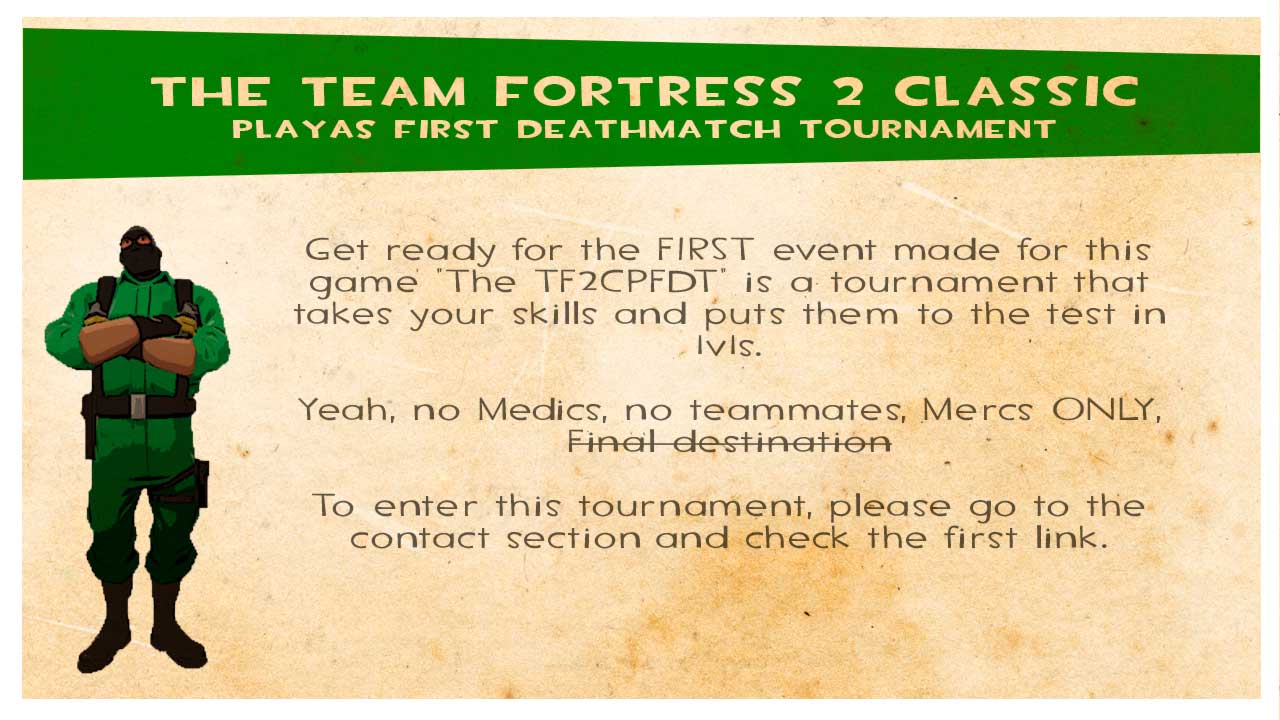 THE TEAM FORTRESS 2 CLASSIC
PLAYAS FIRST DEATHMATCH TOURNAMENT
Get ready for the FIRST event made for this
game "The TF2CPFDT" is a tournament that
takes your skills and puts them to the test in
1v1s.
Yeah, no Medics, no teammates, Mercs ONLY,
Final destination
To enter this tournament, please go to the
contact section and check the first link.